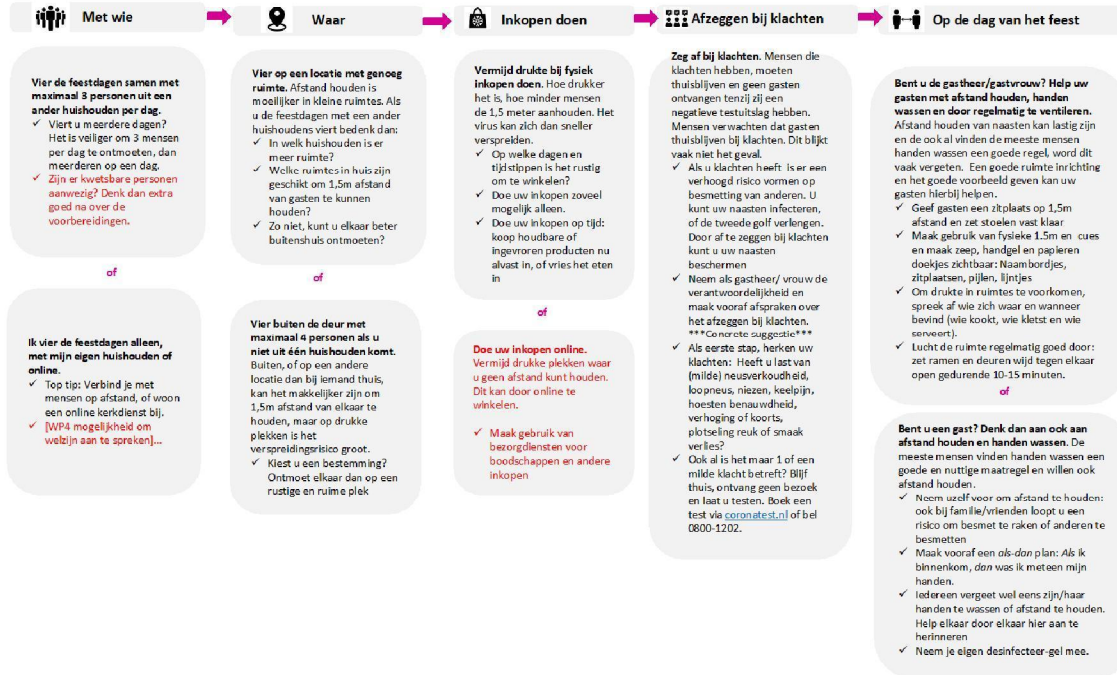 Met wie
Waar
Inkopen doen
Afzeggen bij klachten
Op de dag van het feest
Vier de feestdagen samen met
maximaal 3 personen uit een
ander huishouden per dag.
✓ Viert u meerdere dagen?
Het is veiliger om 3 mensen
per dag te ontmoeten, dan
meerderen op een dag.
✓ Zijn er kwetsbare personen
aanwezig? Denk dan extra
goed na over de
voorbereidingen.
of
Ik vier de feestdagen alleen,
met mijn eigen huishouden of
online.
✓ Top tip: Verbind je met
mensen op afstand, of woon
een online kerkdienst bij.
✓ [WP4 mogelijkheid om
welzijn aan te spreken]...
Vier op een locatie met genoeg
ruimte. Afstand houden is
moeilijker in kleine ruimtes. Als
u de feestdagen met een ander
huishoudens viert bedenk dan:
✓ In welk huishouden is er
meer ruimte?
✓ Welke ruimtes in huis zijn
geschikt om 1,5m afstand
van gasten te kunnen
houden?
✓ Zo niet, kunt u elkaar beter
buitenshuis ontmoeten?
of
Vier buiten de deur met
maximaal 4 personen als u
niet uit één huishouden komt.
Buiten, of op een andere
locatie dan bij iemand thuis,
kan het makkelijker zijn om
1,5m afstand van elkaar te
houden, maar op drukke
plekken is het
verspreidingsrisico groot.
✓ Kiest u een bestemming?
Ontmoet elkaar dan op een
rustige en ruime plek
Vermijd drukte bij fysiek
inkopen doen. Hoe drukker
het is, hoe minder mensen
de 1,5 meter aanhouden. Het
virus kan zich dan sneller
verspreiden.
✓ Op welke dagen en
tijdstippen is het rustig
om te winkelen?
✓ Doe uw inkopen zoveel
mogelijk alleen.
✓ Doe uw inkopen op tijd:
koop houdbare of
ingevroren producten nu
alvast in, of vries het eten
in
of
Doe uw inkopen online.
Vermijd drukke plekken waar
u geen afstand kunt houden.
Dit kan door online te
winkelen.
✓ Maak gebruik van
bezorgdiensten voor
boodschappen en andere
inkopen
Zeg af bij klachten. Mensen die
klachten hebben, moeten
thuisblijven en geen gasten
ontvangen tenzij zij een
negatieve testuitslag hebben.
Mensen verwachten dat gasten
thuisblijven bij klachten. Dit blijkt
vaak niet het geval.
✓ Als u klachten heeft is er een
verhoogd risico vormen op
besmetting van anderen. U
kunt uw naasten infecteren,
of de tweede golf verlengen.
Door af te zeggen bij klachten
kunt u uw naasten
beschermen
✓ Neem als gastheer/ vrouw de
verantwoordelijkheid en
maak vooraf afspraken over
het afzeggen bij klachten.
***Concrete suggestie***
✓ Als eerste stap, herken uw
klachten: Heeft u last van
(milde) neusverkoudheid,
loopneus, niezen, keelpijn,
hoesten benauwdheid,
verhoging of koorts,
plotseling reuk of smaak
verlies?
✓ Ook al is het maar 1 of een
milde klacht betreft? Blijf
thuis, ontvang geen bezoek
en laat u testen. Boek een
test via coronatest.nl of bel
0800-1202.
Bent u de gastheer/gastvrouw? Help uw
gasten met afstand houden, handen
wassen en door regelmatig te ventileren.
Afstand houden van naasten kan lastig zijn
en de ook al vinden de meeste mensen
handen wassen een goede regel, word dit
vaak vergeten. Een goede ruimte inrichting
en het goede voorbeeld geven kan uw
gasten hierbij helpen.
✓ Geef gasten een zitplaats op 1,5m
afstand en zet stoelen vast klaar
✓ Maak gebruik van fysieke 1.5m en cues
en maak zeep, handgel en papieren
doekjes zichtbaar: Naambordjes,
zitplaatsen, pijlen, lijntjes
✓ Om drukte in ruimtes te voorkomen,
spreek af wie zich waar en wanneer
bevind (wie kookt, wie kletst en wie
serveert).
✓ Lucht de ruimte regelmatig goed door:
zet ramen en deuren wijd tegen elkaar
open gedurende 10-15 minuten.
of
Bent u een gast? Denk dan aan ook aan
afstand houden en handen wassen. De
meeste mensen vinden handen wassen een
goede en nuttige maatregel en willen ook
afstand houden.
✓ Neem uzelf voor om afstand te houden:
ook bij familie/vrienden loopt u een
risico om besmet te raken of anderen te
besmetten
✓ Maak vooraf een als-dan plan: Als ik
binnenkom, dan was ik meteen mijn
handen.
✓ Iedereen vergeet wel eens zijn/haar
handen te wassen of afstand te houden.
Help elkaar door elkaar hier aan te
herinneren
✓ Neem je eigen desinfecteer-gel mee.